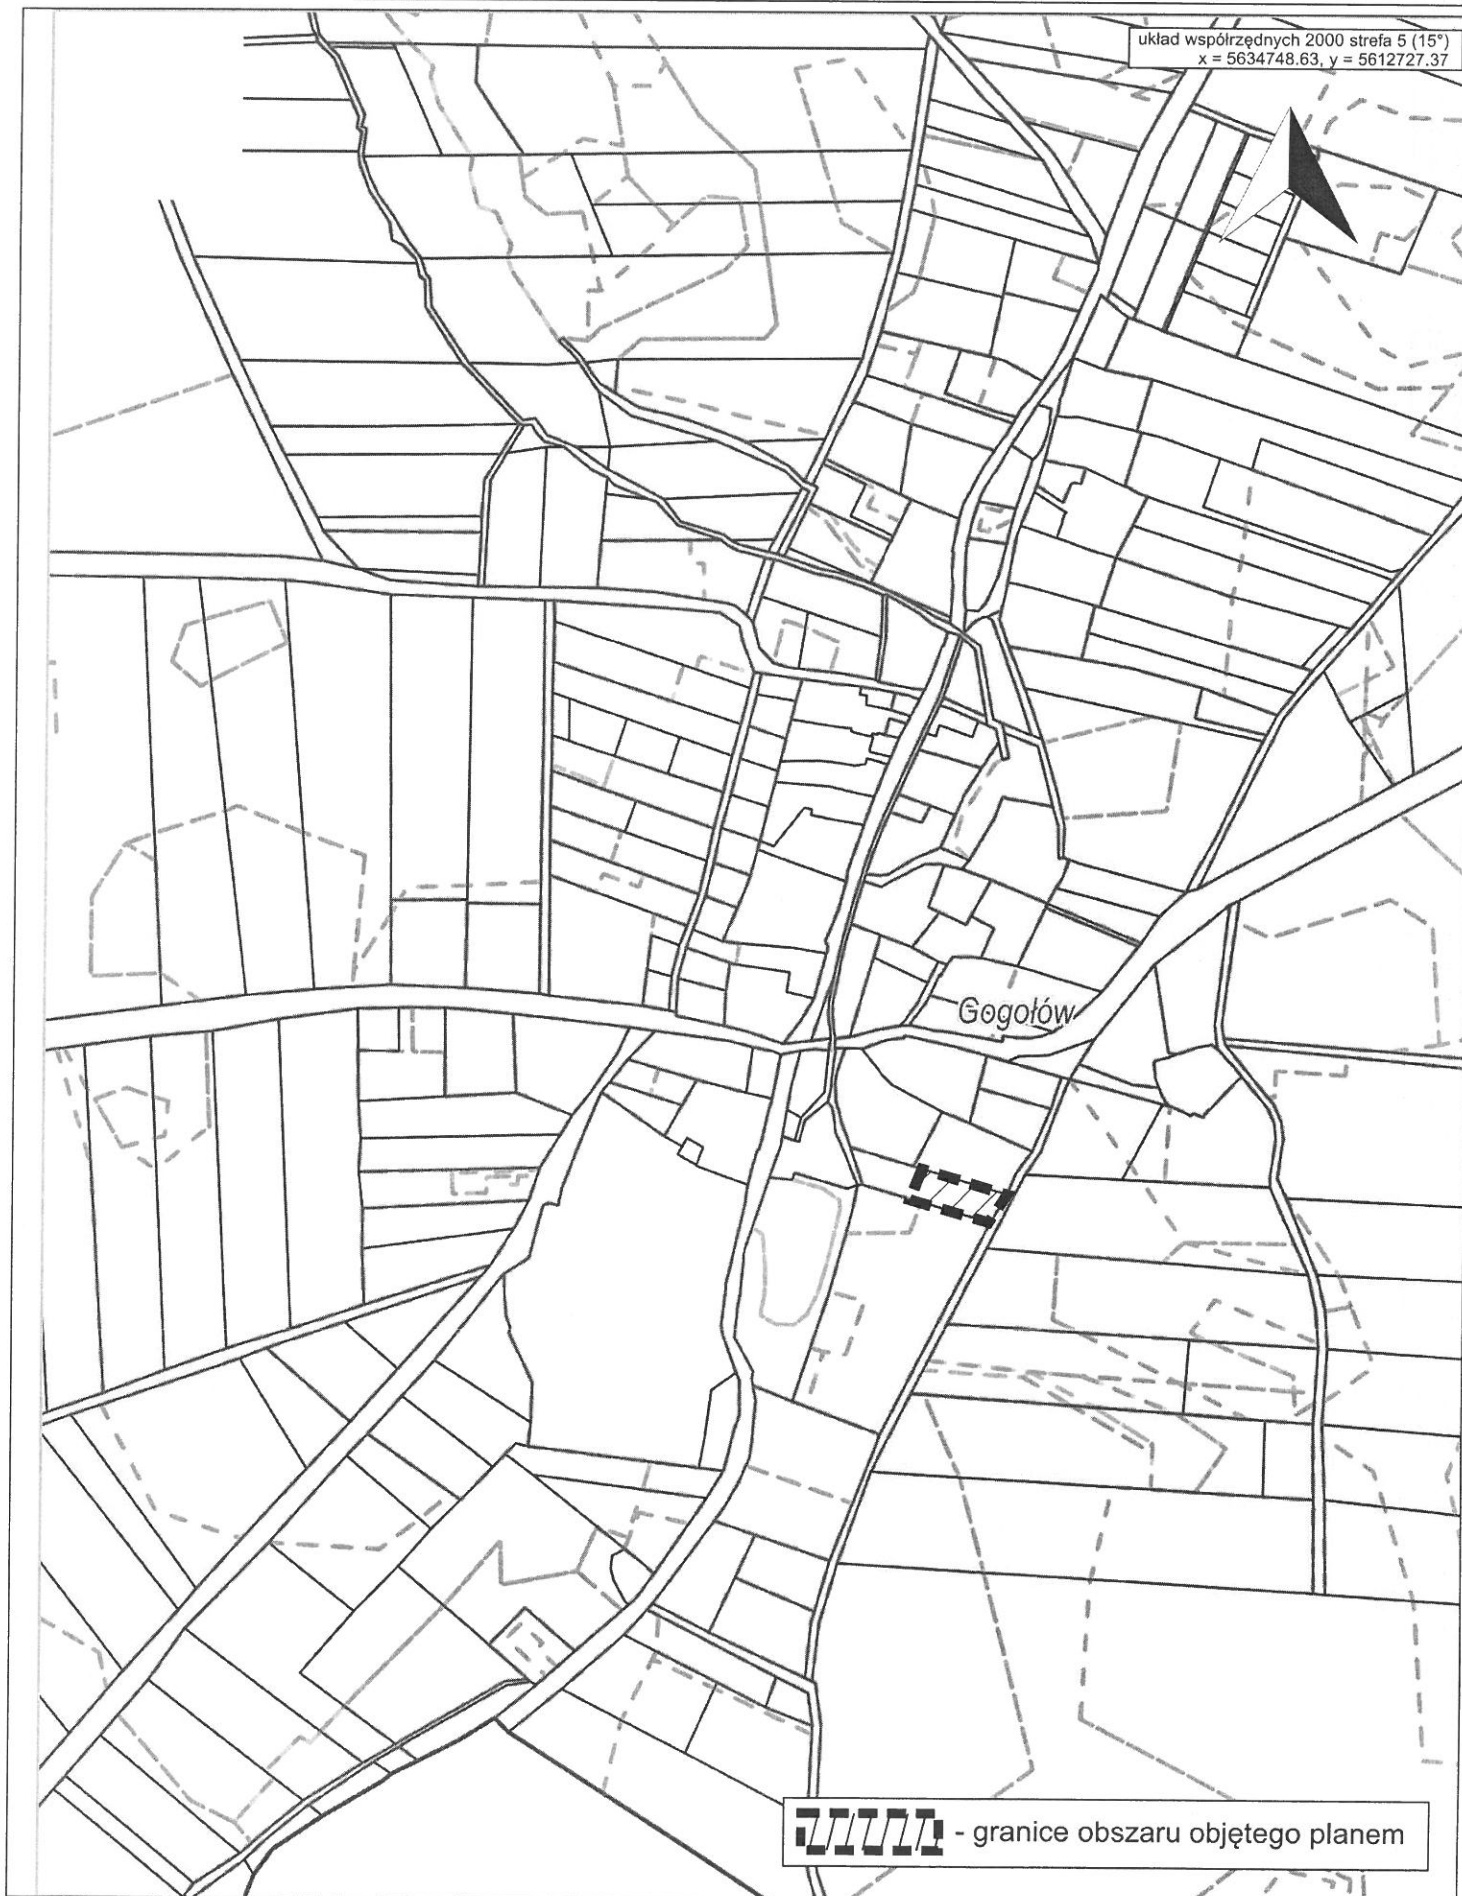 układ współrzędnych 2000 strefa 5 (15°)
x = 5634748.63, y = 5612727.37
Gogołów
- granice obszaru objętego planem